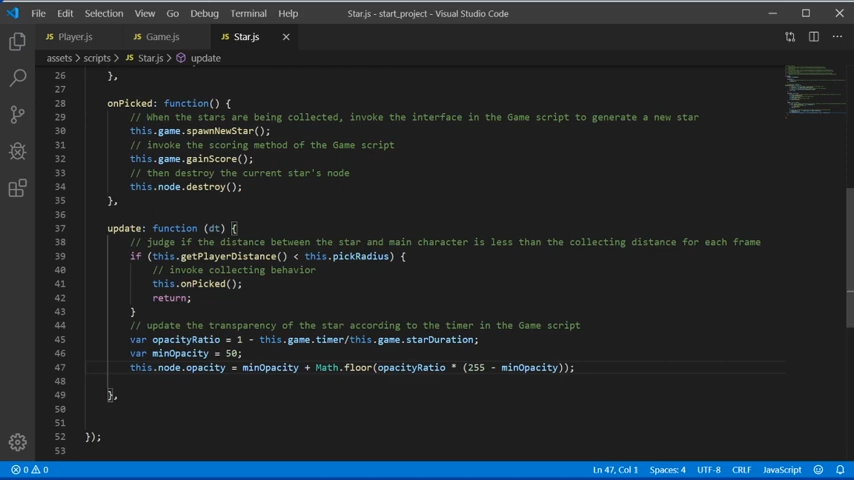 File Edit Selection View Go Debug Terminal Help Star.js - start_project - Visual Studio Code
JS Player.js JS Game.js JS Star.js
assets > scripts > JS Star.js > update
26 },
27
28 onPicked: function() {
29 // When the stars are being collected, invoke the interface in the Game script to generate a new star
30 this.game.spawnNewStar();
31 // invoke the scoring method of the Game script
32 this.game.gainScore();
33 // then destroy the current star's node
34 this.node.destroy();
35 },
36
37 update: function (dt) {
38 // judge if the distance between the star and main character is less than the collecting distance for each frame
39 if (this.getPlayerDistance() < this.pickRadius) {
40 // invoke collecting behavior
41 this.onPicked();
42 return;
43 }
44 // update the transparency of the star according to the timer in the Game script
45 var opacityRatio = 1 - this.game.timer/this.game.starDuration;
46 var minOpacity = 50;
47 this.node.opacity = minOpacity + Math.floor(opacityRatio * (255 - minOpacity));
48
49 },
50
51
52 });
53
0 0 Ln 47, Col 1 Spaces: 4 UTF-8 CRLF JavaScript